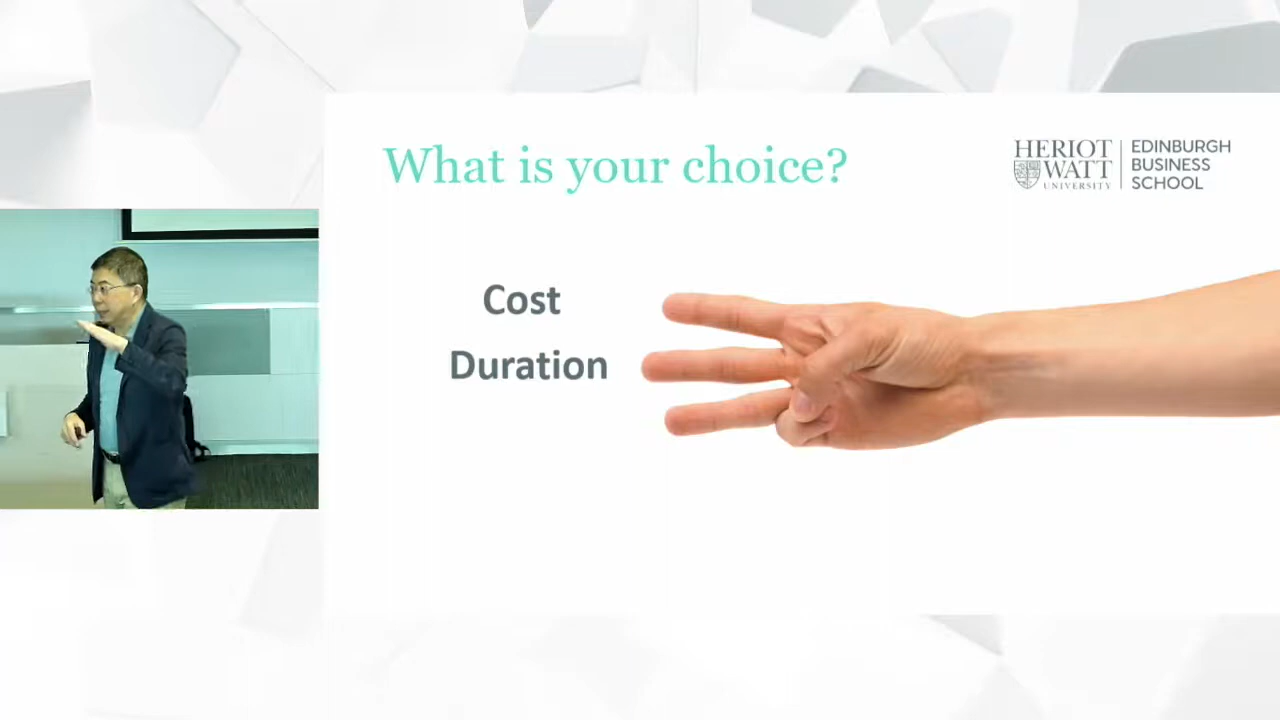 What is your choice?
HERIOT
WATT
UNIVERSITY
EDINBURGH
BUSINESS
SCHOOL
Cost
Duration